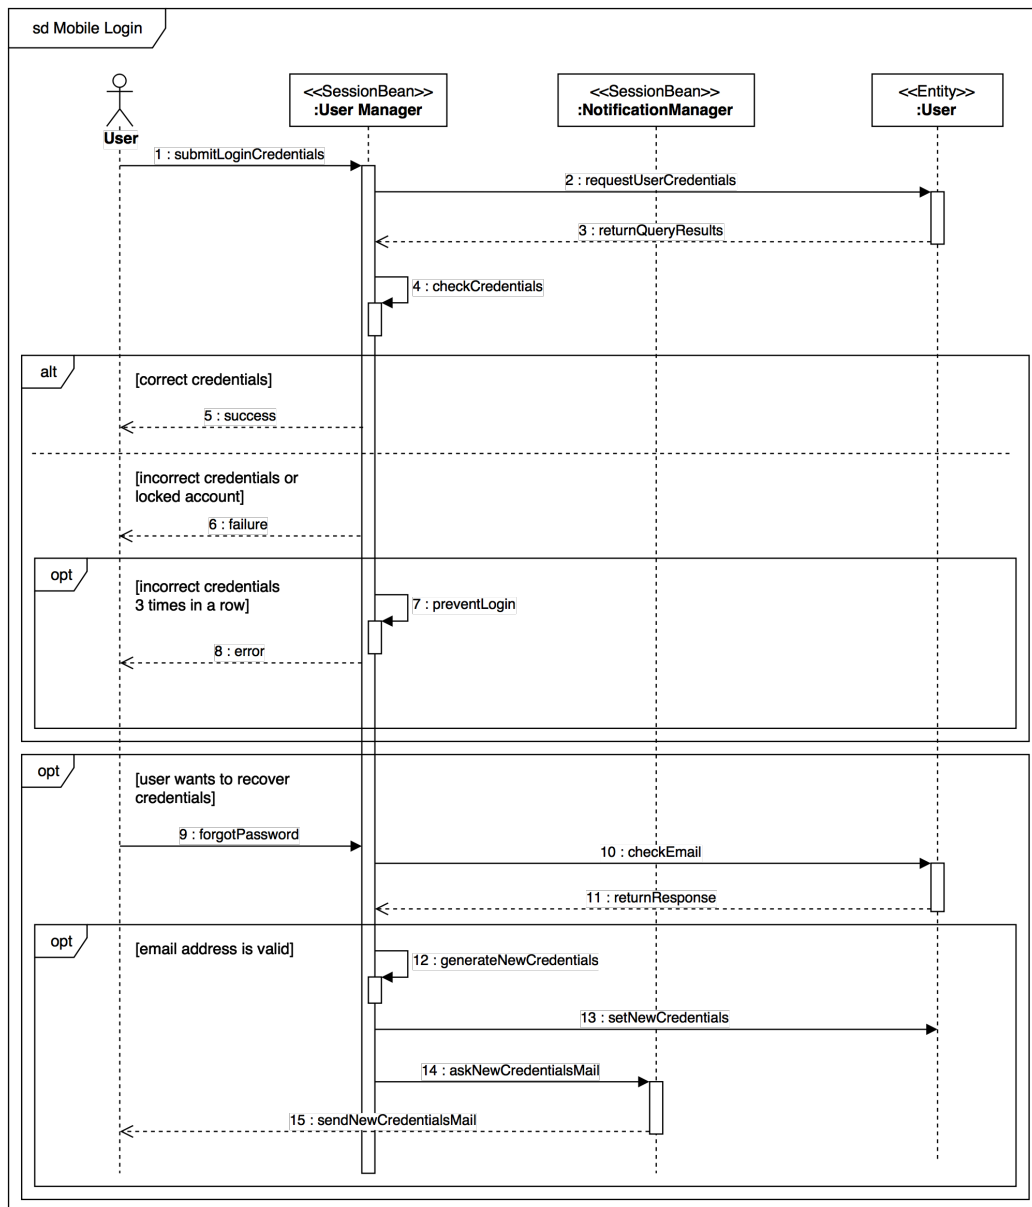 sd Mobile Login
<<SessionBean>>
:User Manager
<<SessionBean>>
:NotificationManager
<<Entity>>
:User
User
1 : submitLoginCredentials
2 : requestUserCredentials
3 : returnQueryResults
4 : checkCredentials
alt
[correct credentials]
5 : success
[incorrect credentials or
locked account]
6 : failure
opt
[incorrect credentials
3 times in a row]
7 : preventLogin
8 : error
opt
[user wants to recover
credentials]
9 : forgotPassword
10 : checkEmail
11 : returnResponse
opt
[email address is valid]
12 : generateNewCredentials
13 : setNewCredentials
14 : askNewCredentialsMail
15 : sendNewCredentialsMail